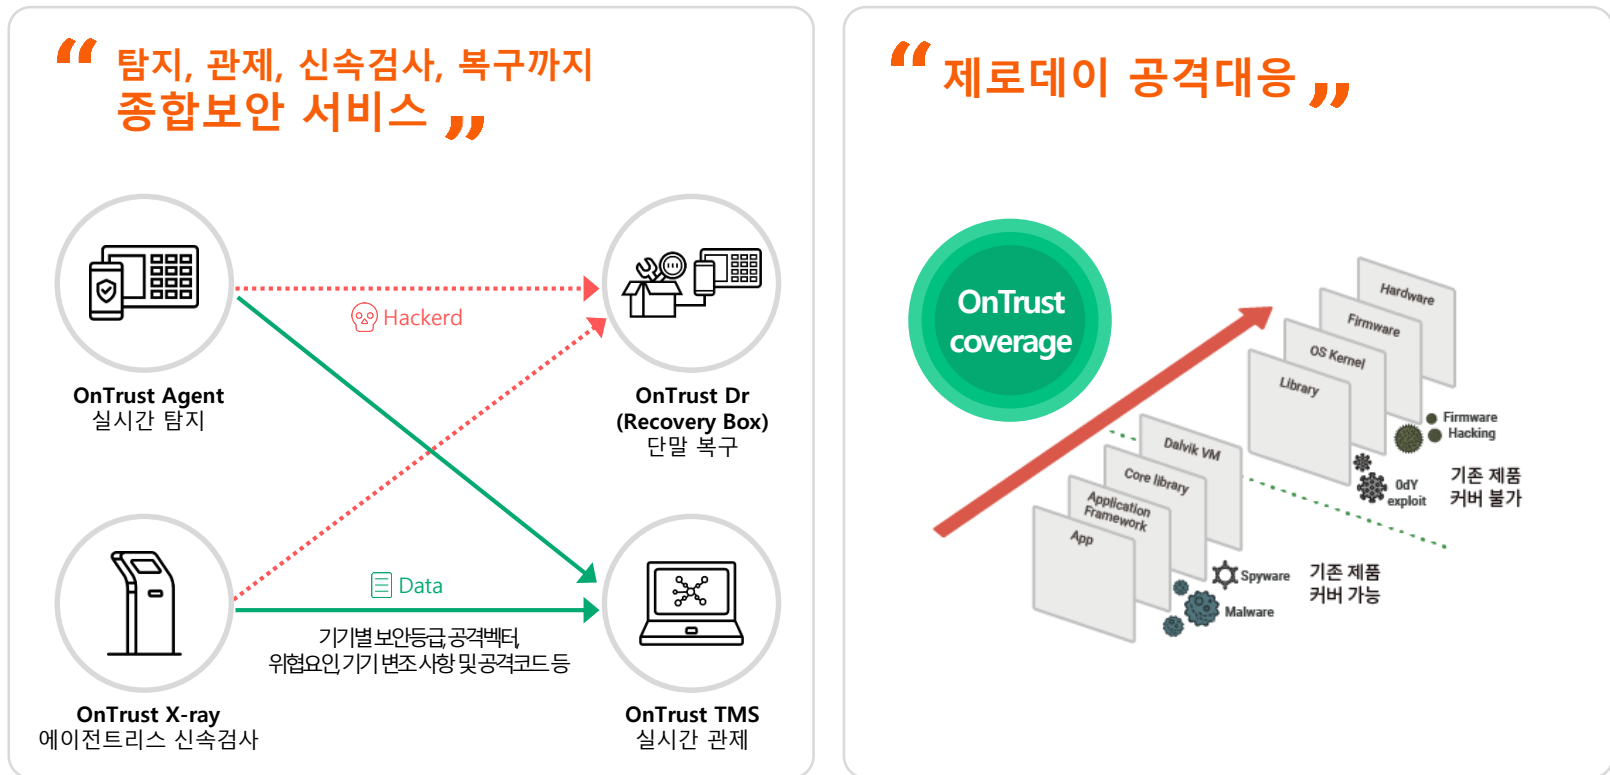 “ 탐지, 관제, 신속검사, 복구까지
종합보안 서비스 ”
Hackerd
OnTrust Agent
실시간 탐지
OnTrust Dr
(Recovery Box)
단말 복구
Data
기기별 보안등급, 공격벡터,
위협요인, 기기 변조 사항 및 공격코드 등
OnTrust X-ray
에이전트리스 신속검사
OnTrust TMS
실시간 관제
“ 제로데이 공격대응 ”
OnTrust
coverage
Hardware
Firmware
OS Kernel
Library
Firmware
Hacking
0dY
exploit
기존 제품
커버 불가
Dalvik VM
Core library
Application
Framework
App
Spyware
Malware
기존 제품
커버 가능